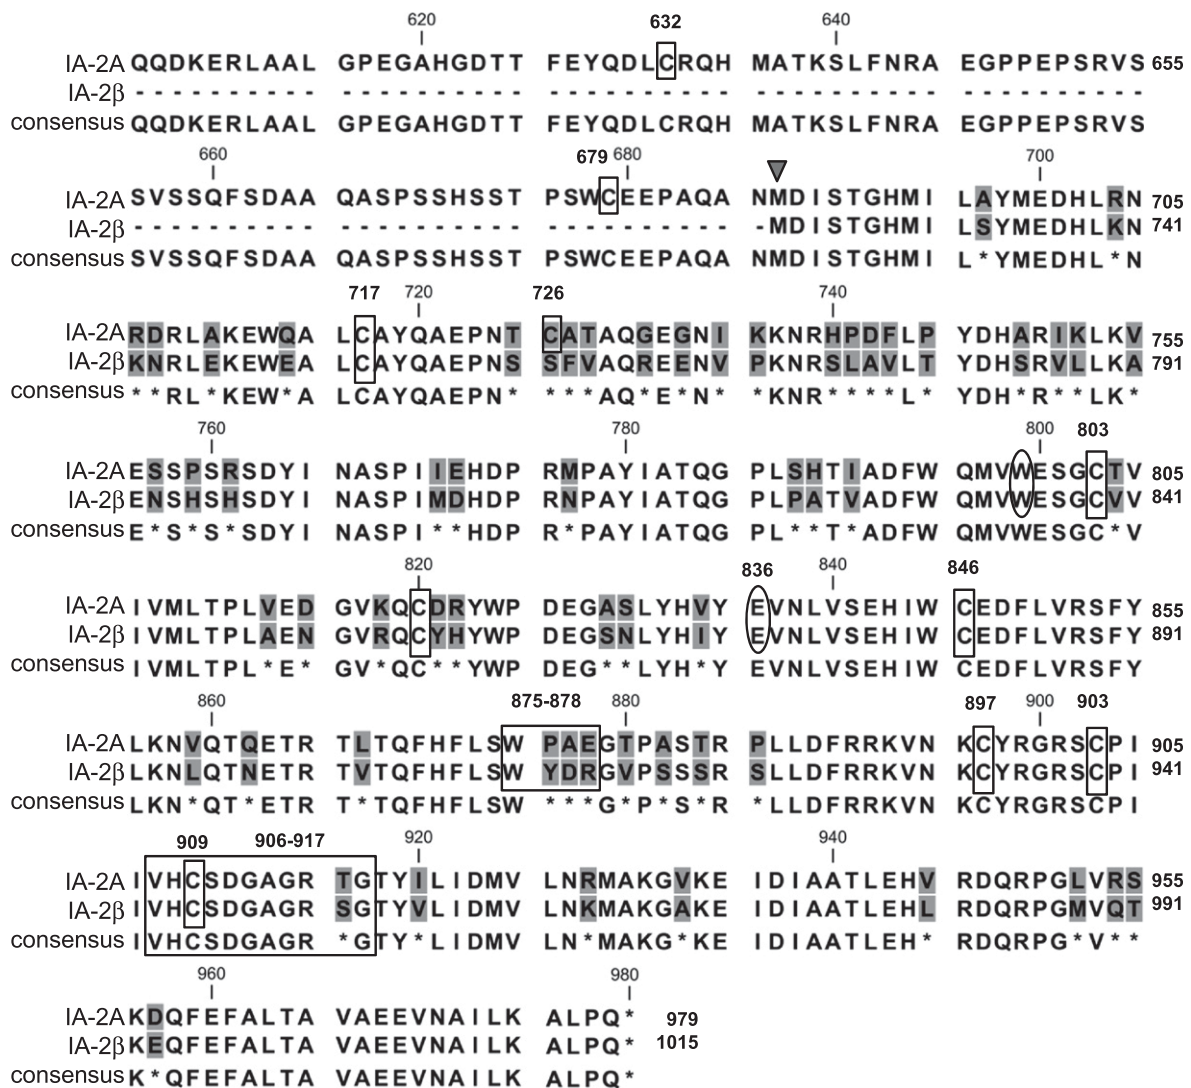 620 632 640
IA-2A QQDKERLAAL GPEGAHGDTT FEYQDLCRQH MATKSLFNRA EGPPEPSRVS 655
IA-2β - - - - - - - - - - - - - - - - - - - - - - - - - - - - - - - - - - - - - - - - - - - - - - - - - -
consensus QQDKERLAAL GPEGAHGDTT FEYQDLCRQH MATKSLFNRA EGPPEPSRVS
660 679 680 700
IA-2A SVSSQFSDAA QASPSSHSST PSWCEEPAQA NMDISTGHMI LAYMEDHLRN 705
IA-2β - - - - - - - - - - - - - - - - - - - - - - - - - - - - - - -MDISTGHMI LSYMEDHLKN 741
consensus SVSSQFSDAA QASPSSHSST PSWCEEPAQA NMDISTGHMI L*YMEDHL*N
717 720 726 740
IA-2A RDRLAKEWQA LCAYQAEPNT CATAQGEGNI KKNRHPDFLP YDHARIKLKV 755
IA-2β KNRLEKEWEA LCAYQAEPNS SFVAQREENV PKNRSLAVLT YDHSRVLLKA 791
consensus **RL*KEW*A LCAYQAEPN* ***AQ*E*N* *KNR****L* YDH*R**LK*
760 780 800 803
IA-2A ESSPSRSDYI NASPIIEHDP RMPAYIATQG PLSHTIADFW QMVWESGCTV 805
IA-2β ENSHSHSDYI NASPIMDHDP RNPAYIATQG PLPATVADFW QMVWESGCVV 841
consensus E*S*S*SDYI NASPI**HDP R*PAYIATQG PL**T*ADFW QMVWESGC*V
820 836 840 846
IA-2A IVMLTPLVED GVKQCDRYWP DEGASLYHVY EVNLVSEHIW CEDFLVRSFY 855
IA-2β IVMLTPLAEN GVRQCYHYWP DEGSNLYHIY EVNLVSEHIW CEDFLVRSFY 891
consensus IVMLTPL*E* GV*QC**YWP DEG**LYH*Y EVNLVSEHIW CEDFLVRSFY
860 875-878 880 897 900 903
IA-2A LKNVQTQETR TLTQFHFLSW PAEGTPASTR PLLDFRRKVN KCYRGRSCPI 905
IA-2β LKNLQTNETR TVTQFHFLSW YDRGVPSSSR SLLDFRRKVN KCYRGRSCPI 941
consensus LKN*QT*ETR T*TQFHFLSW ***G*P*S*R *LLDFRRKVN KCYRGRSCPI
909 906-917 920 940
IA-2A IVHCSDGAGR TGTYILIDMV LNRMAKGVKE IDIAATLEHV RDQRPGLVRS 955
IA-2β IVHCSDGAGR SGTYVLIDMV LNKMAKGAKE IDIAATLEHL RDQRPGMVQT 991
consensus IVHCSDGAGR *GTY*LIDMV LN*MAKG*KE IDIAATLEH* RDQRPG*V**
960 980
IA-2A KDQFEFALTA VAEEVNAILK ALPQ* 979
IA-2β KEQFEFALTA VAEEVNAILK ALPQ* 1015
consensus K*QFEFALTA VAEEVNAILK ALPQ*